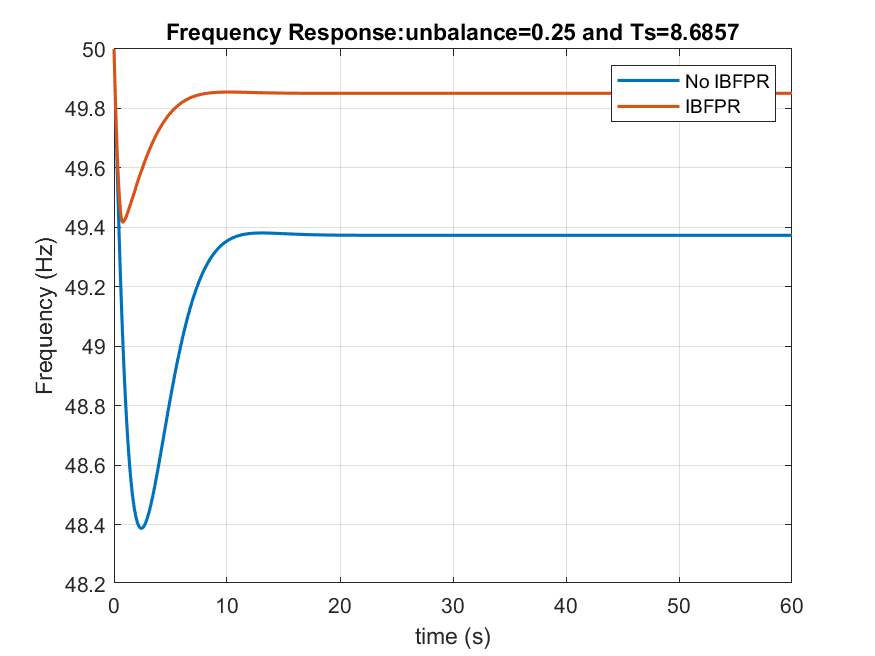 Frequency Response:unbalance=0.25 and Ts=8.6857
50
49.8
49.6
49.4
49.2
49
48.8
48.6
48.4
48.2
Frequency (Hz)
No IBFPR
IBFPR
0 10 20 30 40 50 60
time (s)